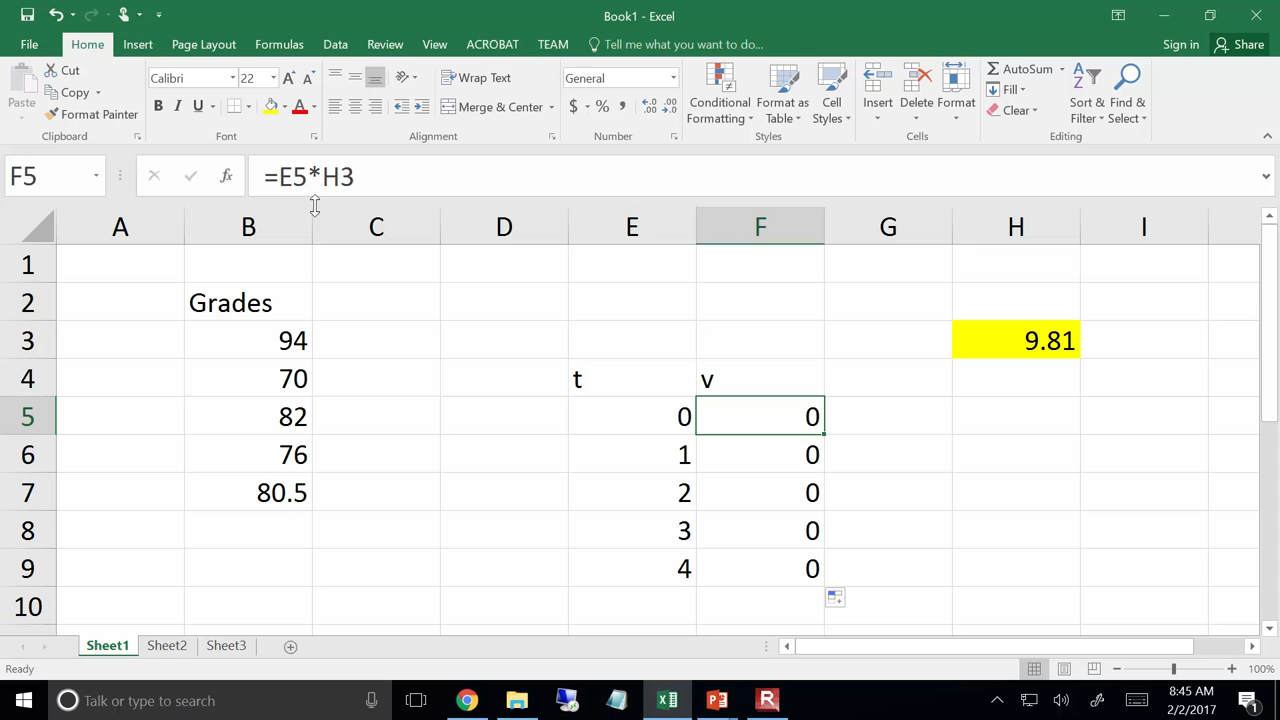 Book1 - Excel
File Home Insert Page Layout Formulas Data Review View ACROBAT TEAM Tell me what you want to do... Sign in Share
Paste Cut Calibri 22 A A Wrap Text General Conditional Formatting Format as Table Cell Styles Insert Delete Format AutoSum Sort & Filter Find & Select
Copy B I U A Merge & Center $ % , Fill
Format Painter Clear
Clipboard Font Alignment Number Styles Cells Editing
F5 fx =E5*H3
A B C D E F G H I
1
2 Grades
3 94 9.81
4 70 t v
5 82 0 0
6 76 1 0
7 80.5 2 0
8 3 0
9 4 0
10
Sheet1 Sheet2 Sheet3
Ready 100%
Talk or type to search 8:45 AM
2/2/2017